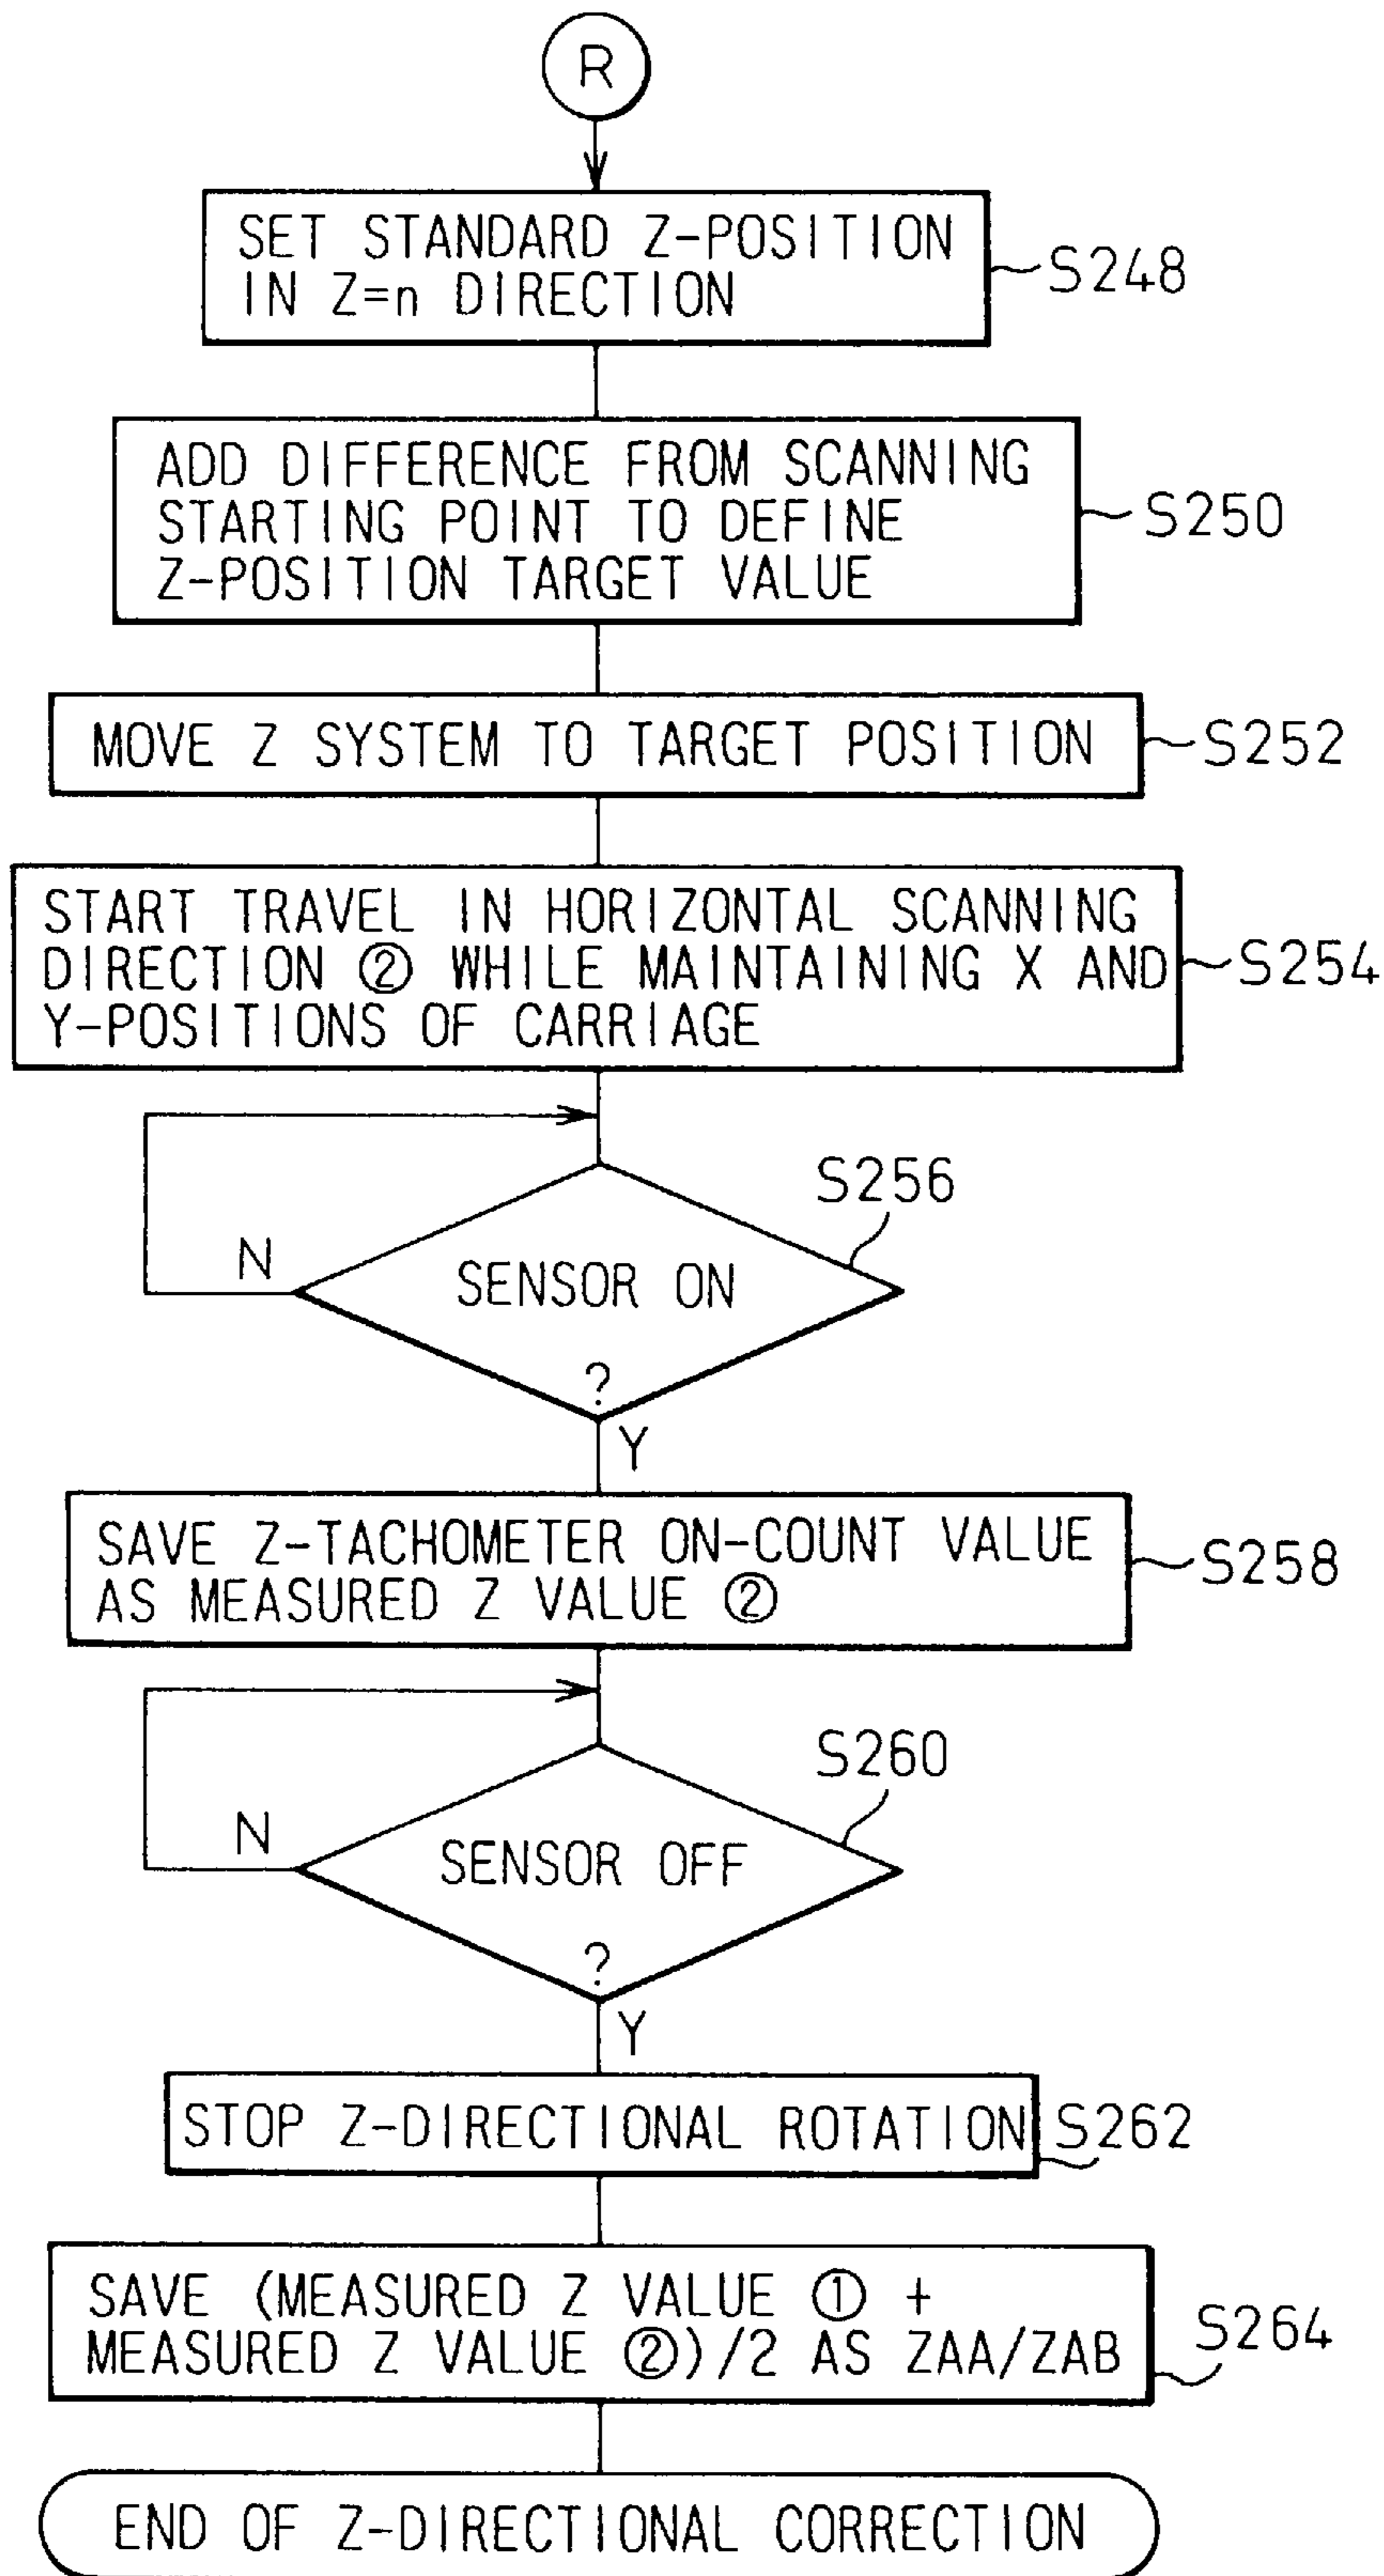 R
SET STANDARD Z-POSITION
IN Z=n DIRECTION
S248
ADD DIFFERENCE FROM SCANNING
STARTING POINT TO DEFINE
Z-POSITION TARGET VALUE
S250
MOVE Z SYSTEM TO TARGET POSITION
S252
START TRAVEL IN HORIZONTAL SCANNING
DIRECTION ② WHILE MAINTAINING X AND
Y-POSITIONS OF CARRIAGE
S254
S256
N
SENSOR ON
?
Y
SAVE Z-TACHOMETER ON-COUNT VALUE
AS MEASURED Z VALUE ②
S258
S260
N
SENSOR OFF
?
Y
STOP Z-DIRECTIONAL ROTATION
S262
SAVE (MEASURED Z VALUE ① +
MEASURED Z VALUE ②)/2 AS ZAA/ZAB
S264
END OF Z-DIRECTIONAL CORRECTION